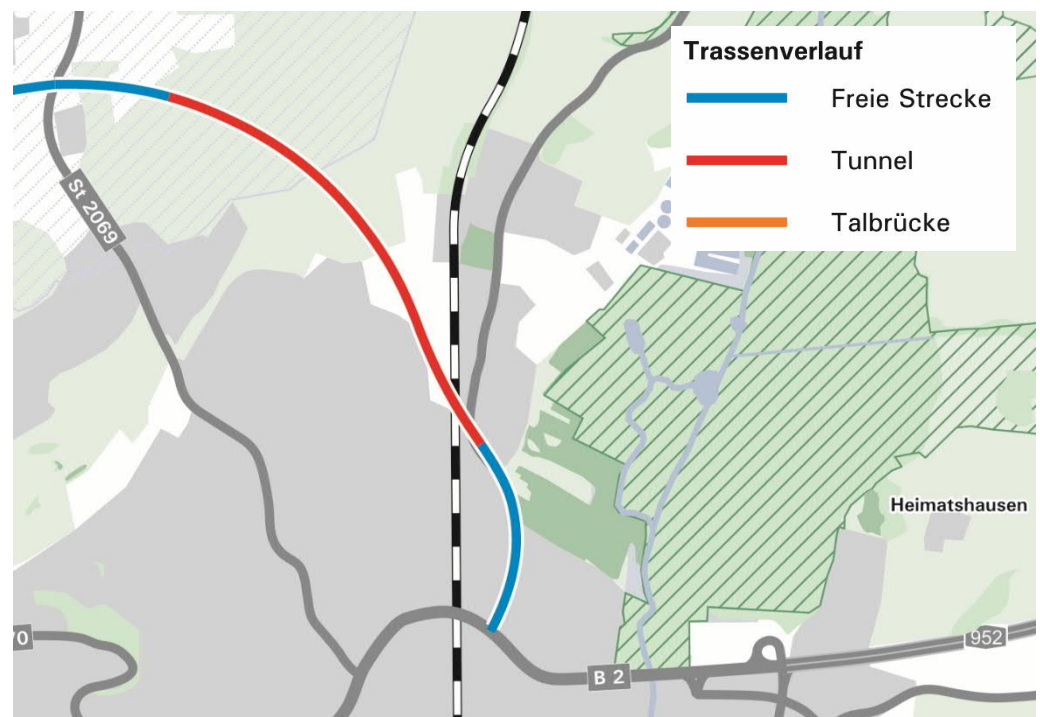 Trassenverlauf
Freie Strecke
Tunnel
Talbrücke
St 2069
Heimatshausen
70
B 2
952